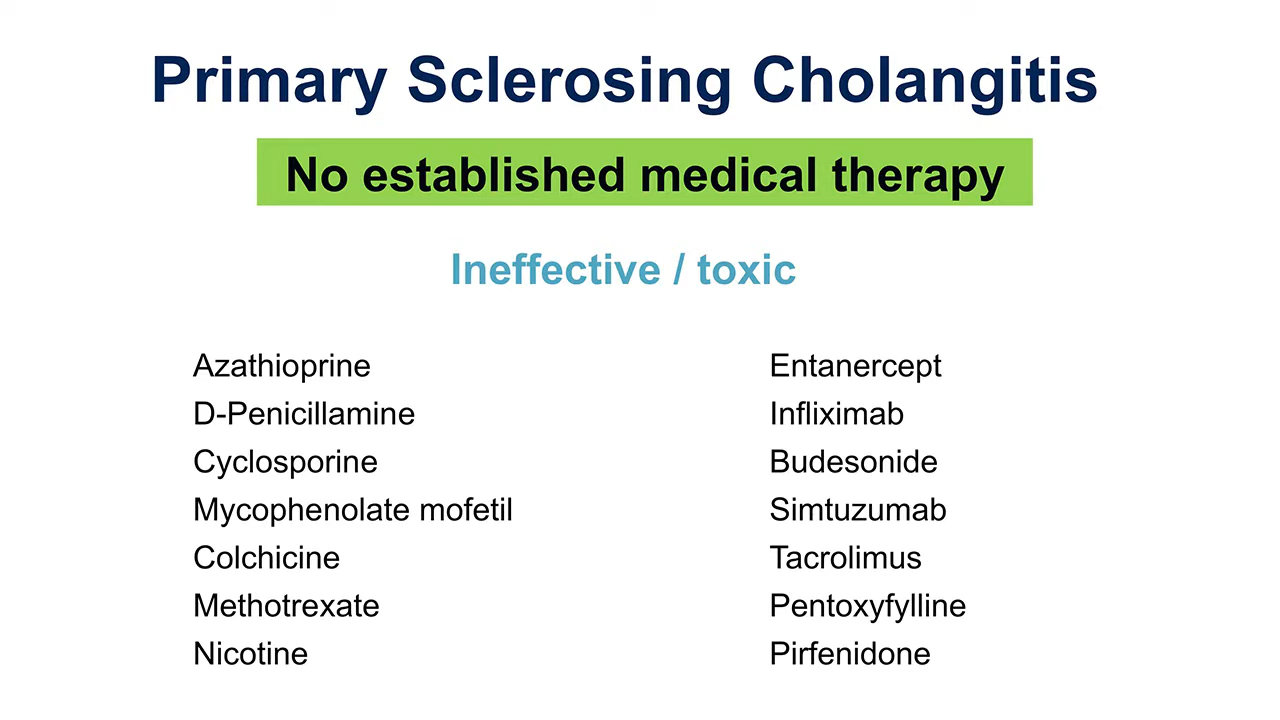 Primary Sclerosing Cholangitis
No established medical therapy
Ineffective / toxic
Azathioprine
D-Penicillamine
Cyclosporine
Mycophenolate mofetil
Colchicine
Methotrexate
Nicotine
Entanercept
Infliximab
Budesonide
Simtuzumab
Tacrolimus
Pentoxyfylline
Pirfenidone